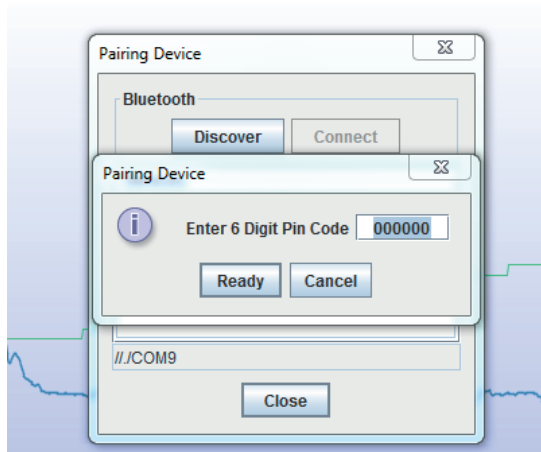 Pairing Device
Bluetooth
Discover Connect
Pairing Device
Enter 6 Digit Pin Code 000000
Ready Cancel
//./COM9
Close